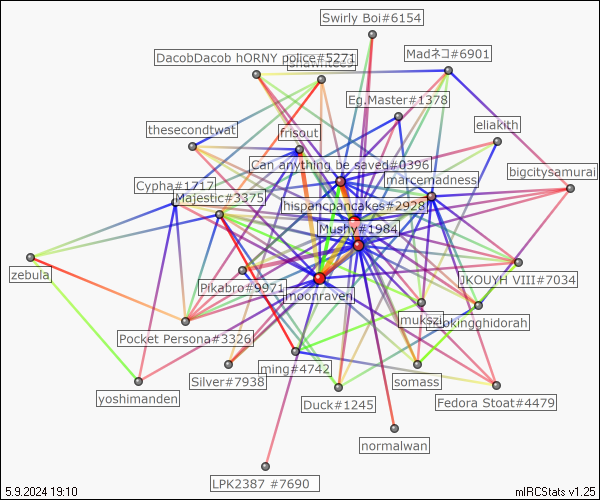 Swirly Boi#6154
DacobDacob hORNY police#5271
Madネコ#6901
Eg.Master#1378
thesecondtwat
frisout
eliakith
Can anything be saved#0396
bigcitysamurai
marcemadness
Cypha#1717
Majestic#3375
hispancpancakes#2928
Mushy#1984
zebula
JKOUYH VIII#7034
Pikabro#9971
moonraven
mukszi
Pocket Persona#3326
ming#4742
somass
Silver#7938
yoshimanden
Duck#1245
Fedora Stoat#4479
normalwan
LPK2387 #7690
5.9.2024 19:10
mIRCStats v1.25